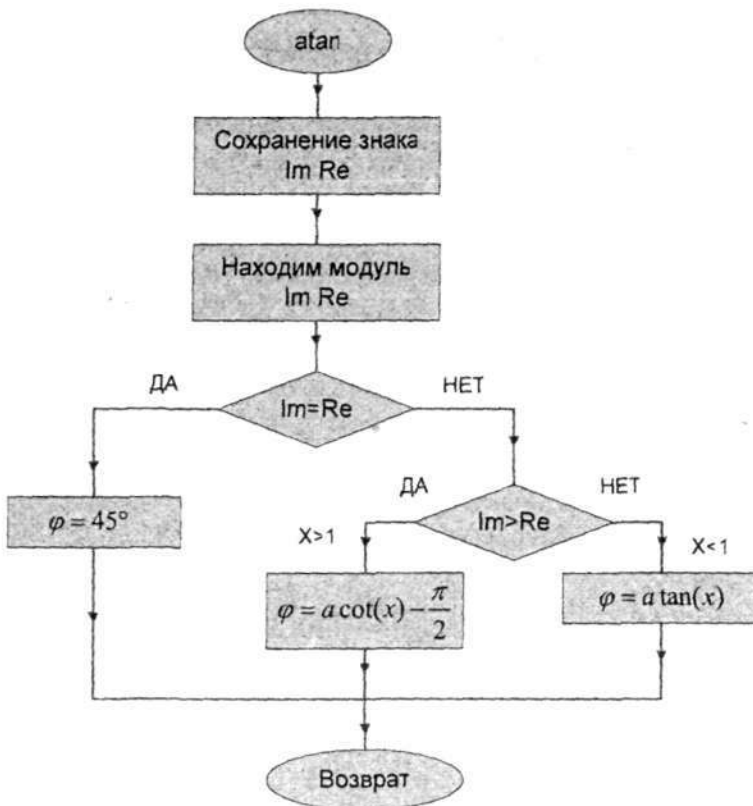 atan
Сохранение знака
Im Re
Находим модуль
Im Re
ДА
НЕТ
Im=Re
ДА
НЕТ
φ = 45°
Im>Re
X>1
X<1
φ = a cot(x) − π/2
φ = a tan(x)
Возврат